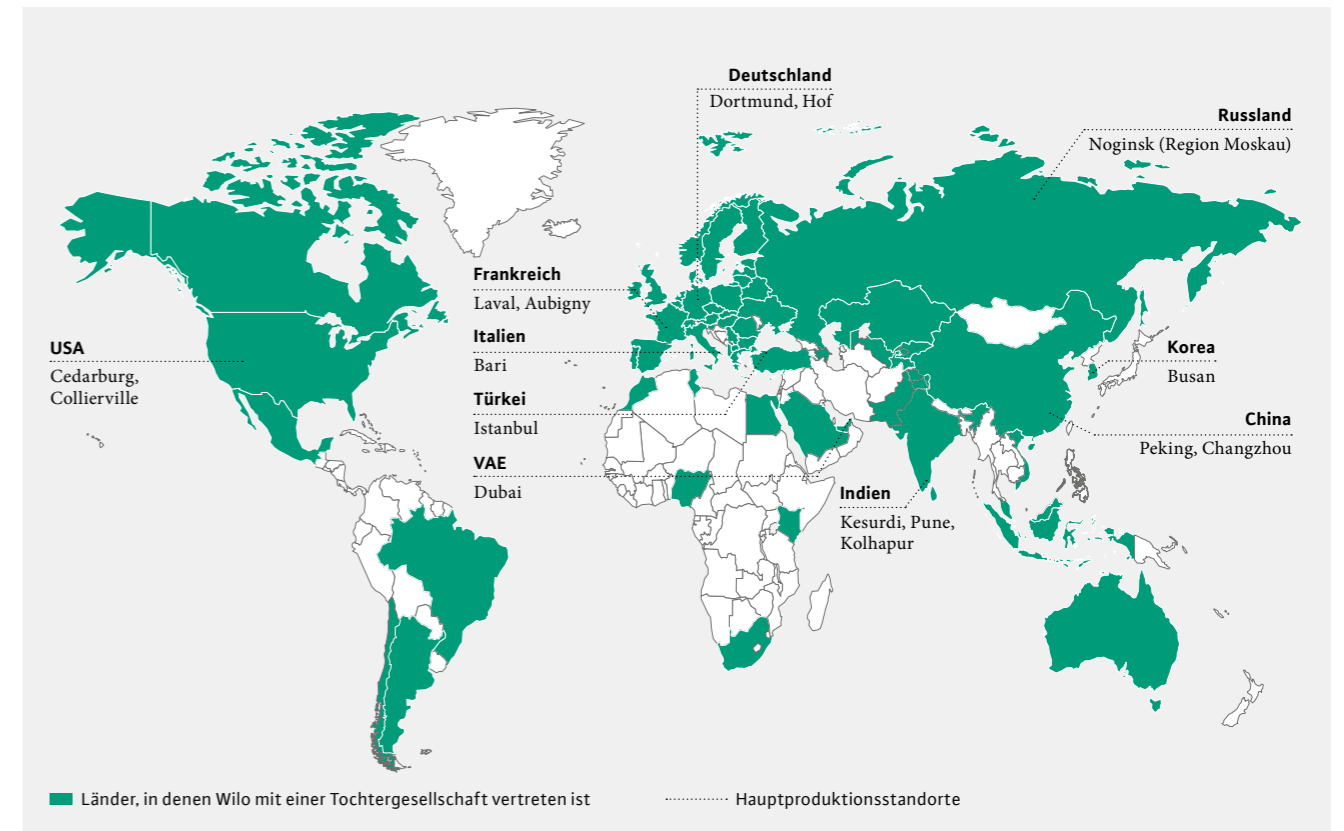 Deutschland
Dortmund, Hof
Russland
Noginsk (Region Moskau)
Frankreich
Laval, Aubigny
Italien
Bari
USA
Cedarburg,
Collierville
Korea
Busan
Türkei
Istanbul
China
Peking, Changzhou
VAE
Dubai
Indien
Kesurdi, Pune,
Kolhapur
Länder, in denen Wilo mit einer Tochtergesellschaft vertreten ist
Hauptproduktionsstandorte